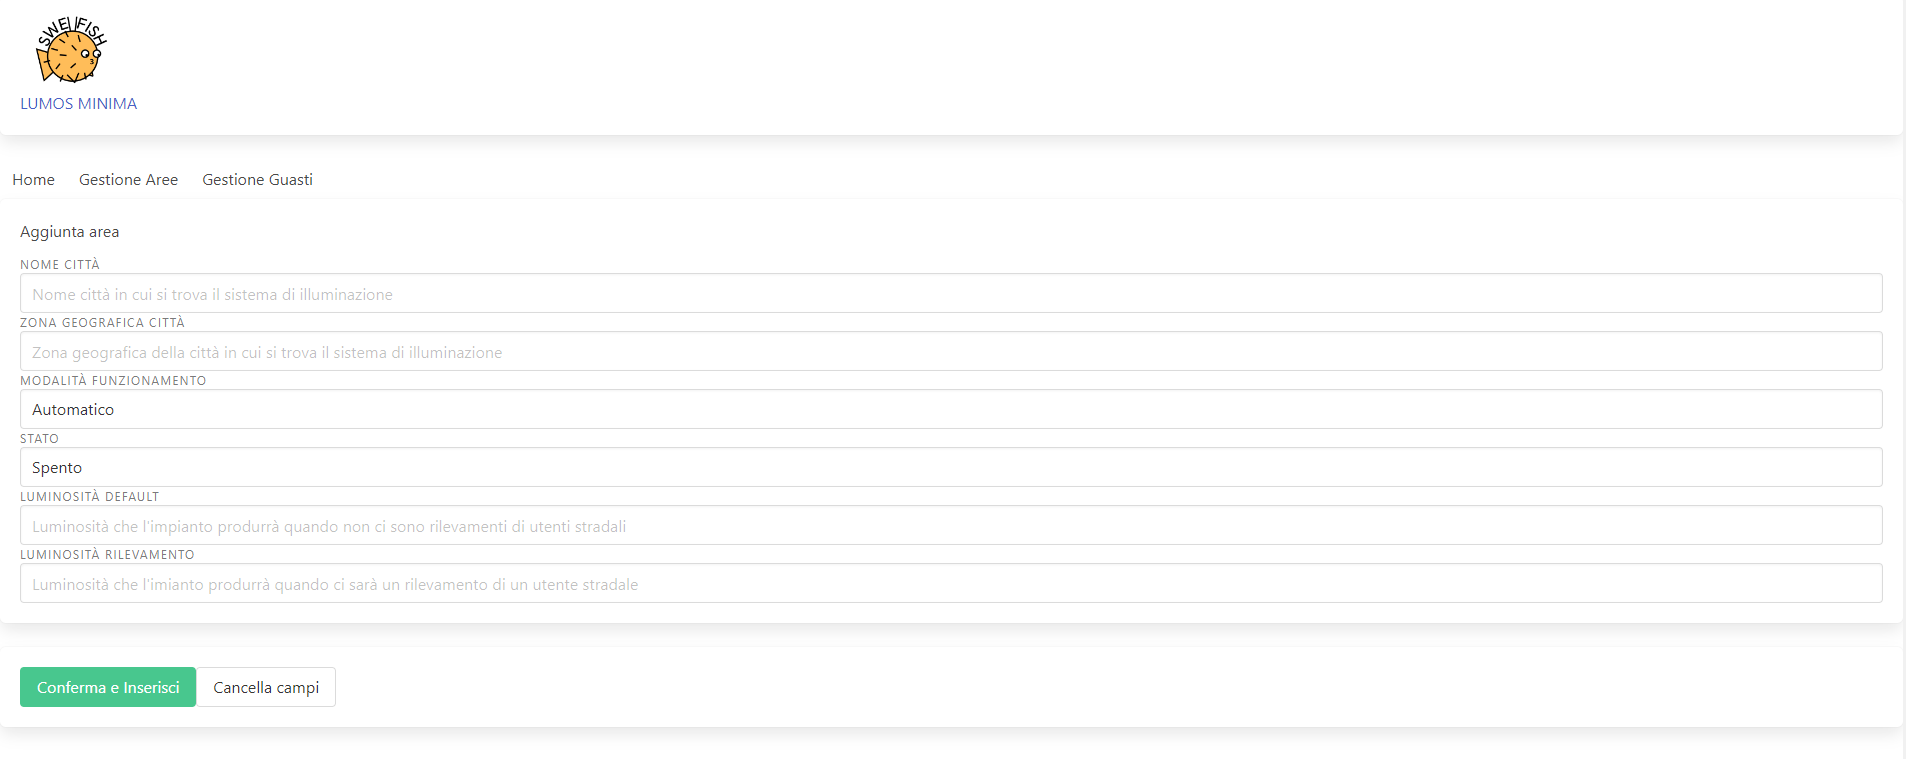 SWE FISH
LUMOS MINIMA
Home Gestione Aree Gestione Guasti
Aggiunta area
NOME CITTÀ
Nome città in cui si trova il sistema di illuminazione
ZONA GEOGRAFICA CITTÀ
Zona geografica della città in cui si trova il sistema di illuminazione
MODALITÀ FUNZIONAMENTO
Automatico
STATO
Spento
LUMINOSITÀ DEFAULT
Luminosità che l'impianto produrrà quando non ci sono rilevamenti di utenti stradali
LUMINOSITÀ RILEVAMENTO
Luminosità che l'imianto produrrà quando ci sarà un rilevamento di un utente stradale
Conferma e Inserisci Cancella campi